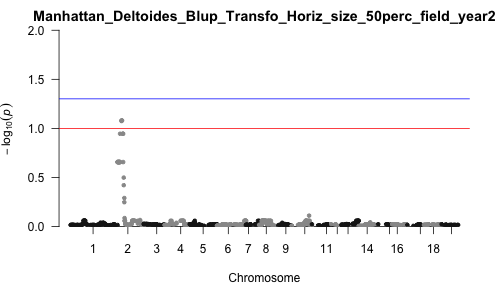 Manhattan_Deltoides_Blup_Transfo_Horiz_size_50perc_field_year2
2.0
1.5
1.0
0.5
0.0
− log10(p)
1 2 3 4 5 6 7 8 9 11 14 16 18
Chromosome